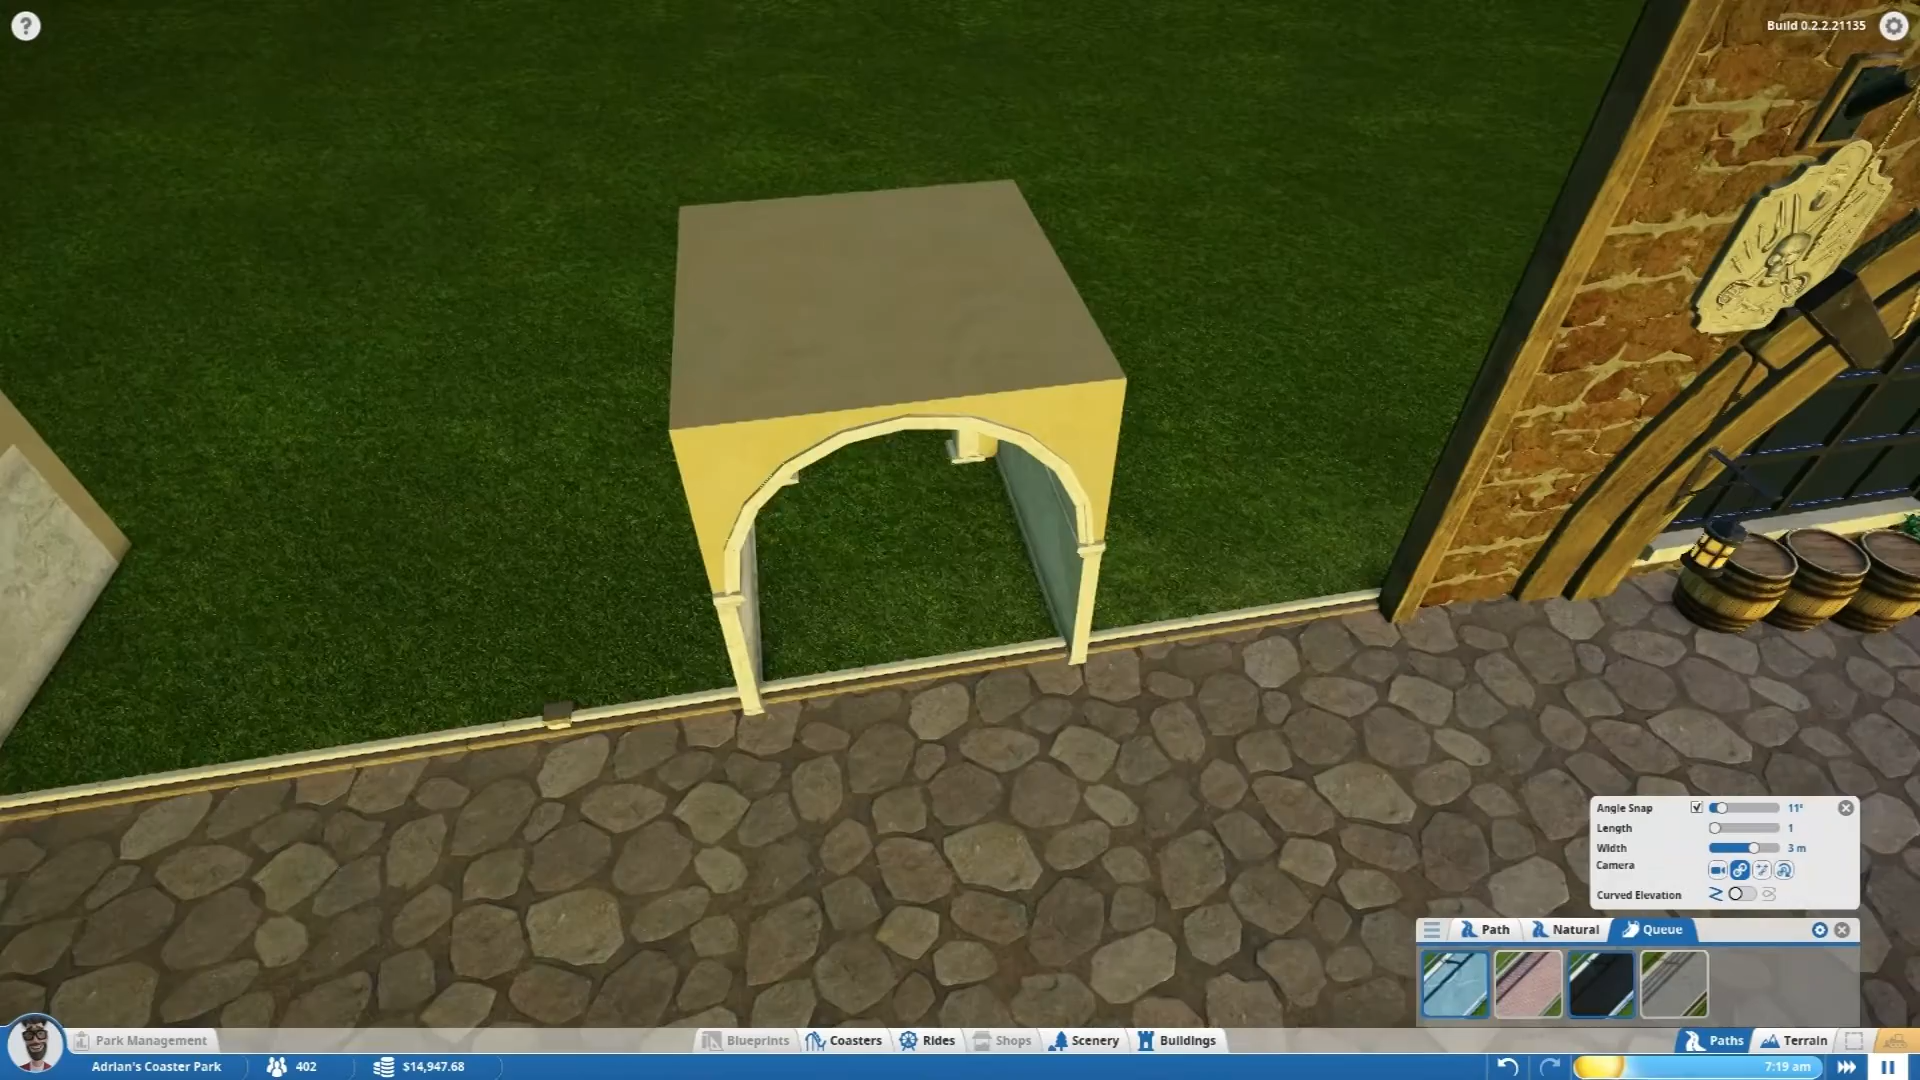 ?
Build 0.2.2.21135
Angle Snap 11°
Length 1
Width 3 m
Camera
Curved Elevation
Path Natural Queue
Park Management
Blueprints Coasters Rides Shops Scenery Buildings
Paths Terrain
Adrian's Coaster Park 402 $14,947.68 7:19 am